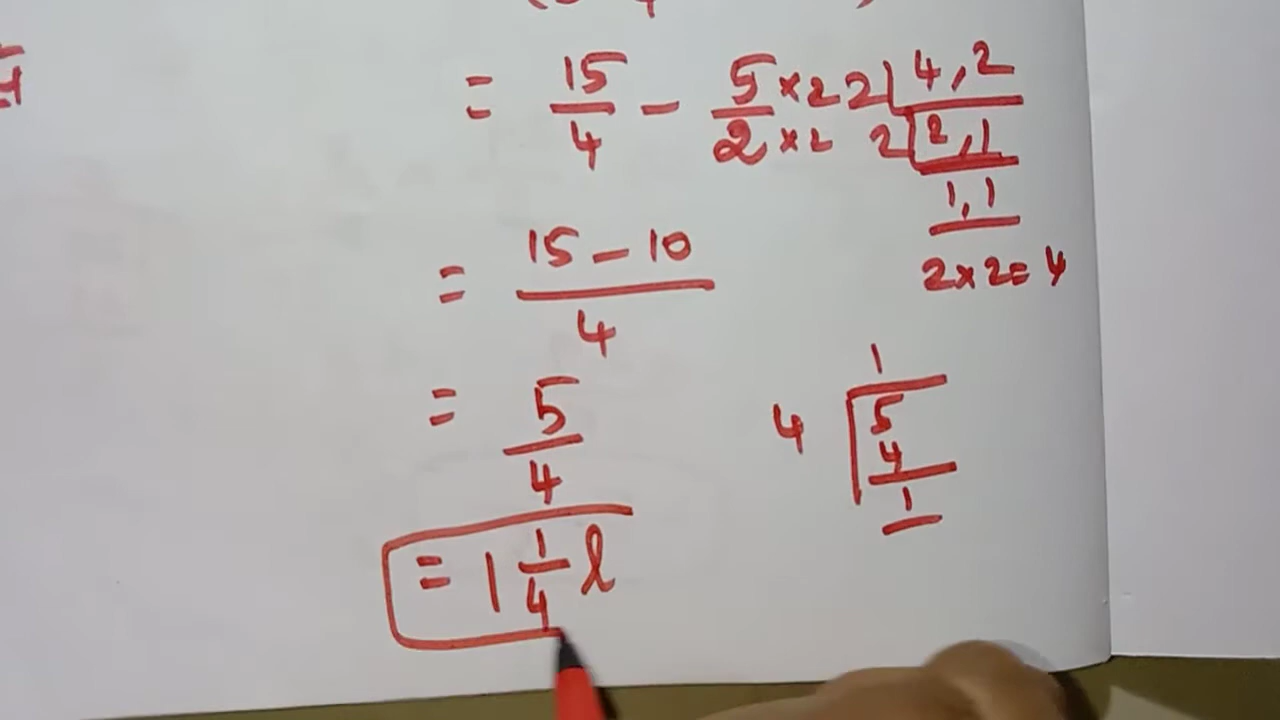 = 15/4 - 5×2/2×2
2 | 4, 2
2 | 2, 1
1, 1
2×2=4
= 15-10/4
= 5/4
1
4 | 5
4
1
= 1 1/4 l